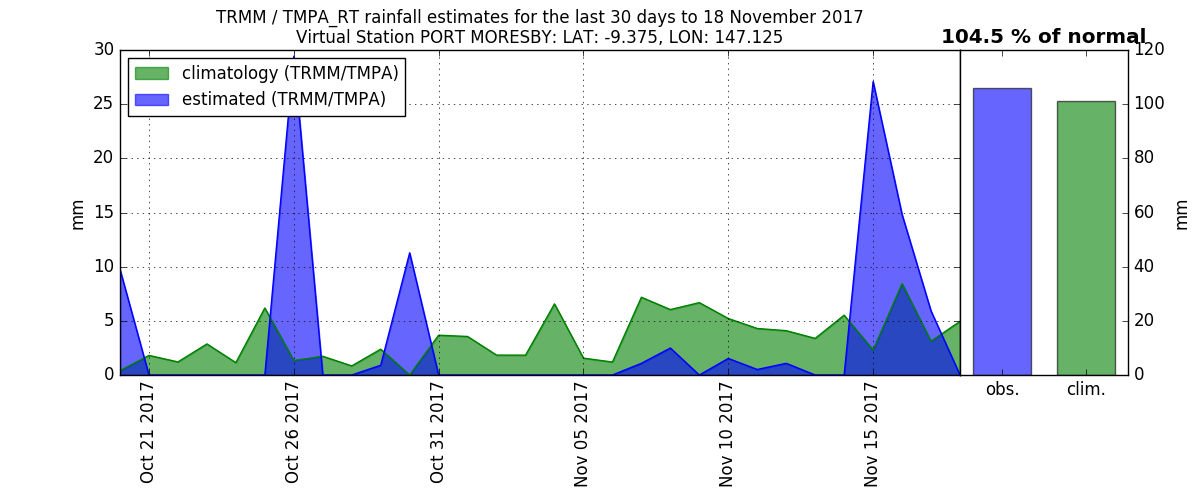 TRMM / TMPA_RT rainfall estimates for the last 30 days to 18 November 2017
Virtual Station PORT MORESBY: LAT: -9.375, LON: 147.125
104.5 % of normal
climatology (TRMM/TMPA)
estimated (TRMM/TMPA)
30
25
20
15
10
5
0
mm
120
100
80
60
40
20
0
mm
Oct 21 2017
Oct 26 2017
Oct 31 2017
Nov 05 2017
Nov 10 2017
Nov 15 2017
obs.
clim.